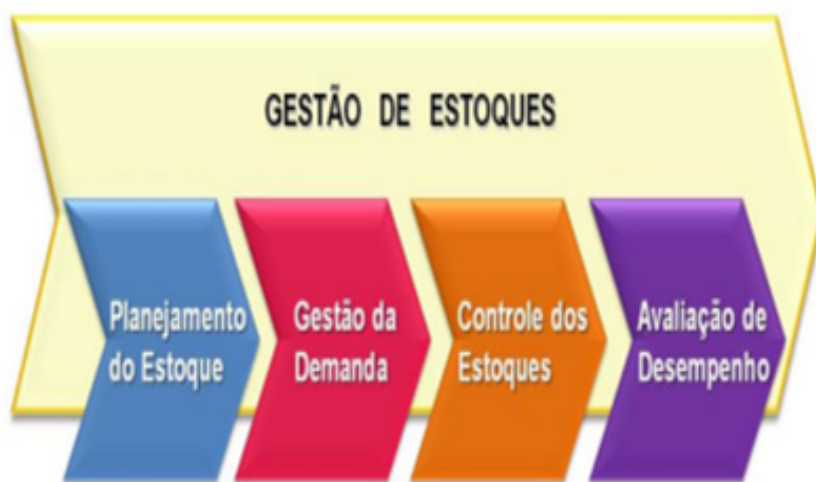 GESTÃO DE ESTOQUES
Planejamento
do Estoque
Gestão da
Demanda
Controle dos
Estoques
Avaliação de
Desempenho